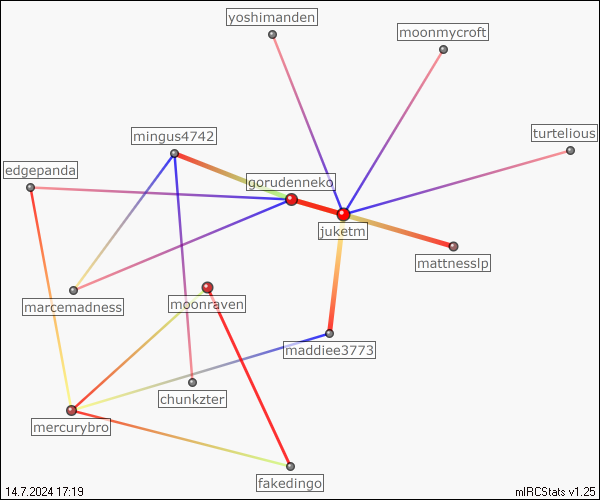 yoshimanden
moonmycroft
turtelious
mingus4742
edgepanda
gorudenneko
juketm
mattnesslp
marcemadness
moonraven
maddiee3773
chunkzter
mercurybro
fakedingo
14.7.2024 17:19
mIRCStats v1.25